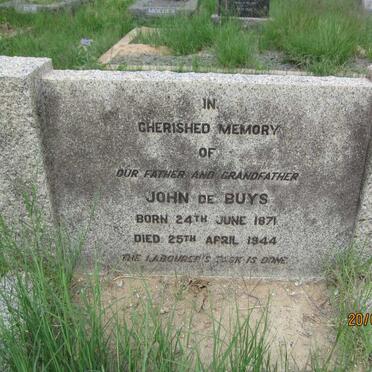 IN
CHERISHED MEMORY
OF
OUR FATHER AND GRANDFATHER
JOHN DE BUYS
BORN 24TH JUNE 1871
DIED 25TH APRIL 1944
THE LABOURER'S TASK IS DONE
20/